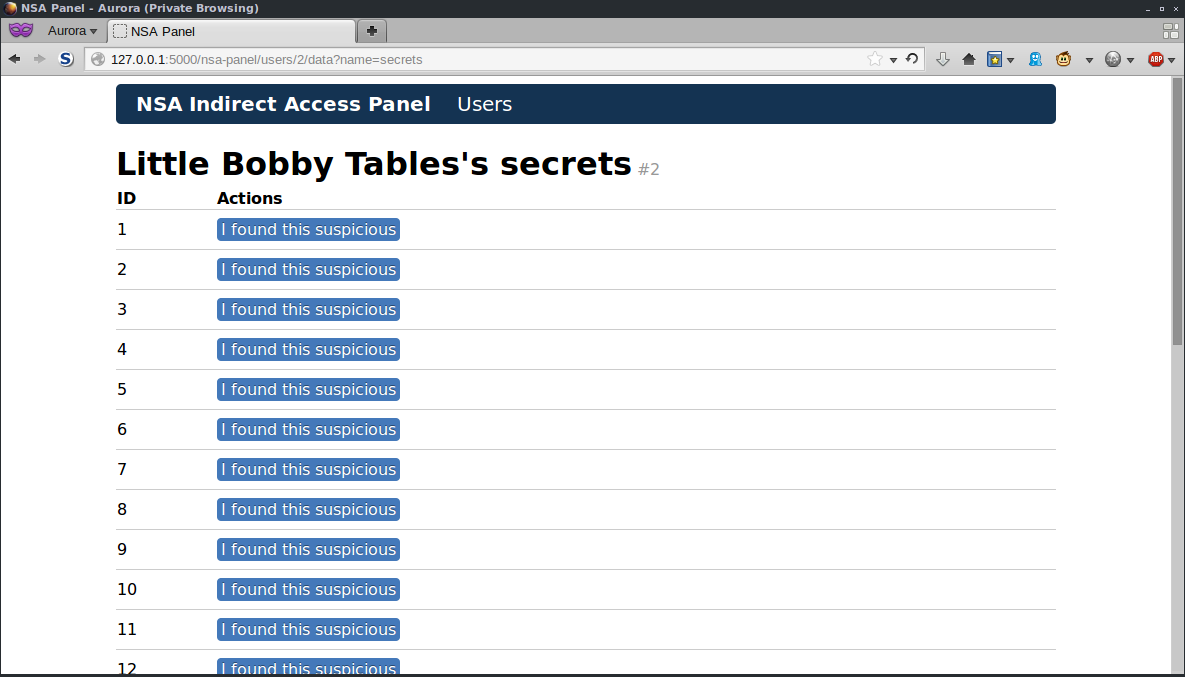 NSA Panel - Aurora (Private Browsing)
Aurora
NSA Panel
S 127.0.0.1:5000/nsa-panel/users/2/data?name=secrets ABP
NSA Indirect Access Panel Users
Little Bobby Tables's secrets #2
ID Actions
1 I found this suspicious
2 I found this suspicious
3 I found this suspicious
4 I found this suspicious
5 I found this suspicious
6 I found this suspicious
7 I found this suspicious
8 I found this suspicious
9 I found this suspicious
10 I found this suspicious
11 I found this suspicious
12 I found this suspicious